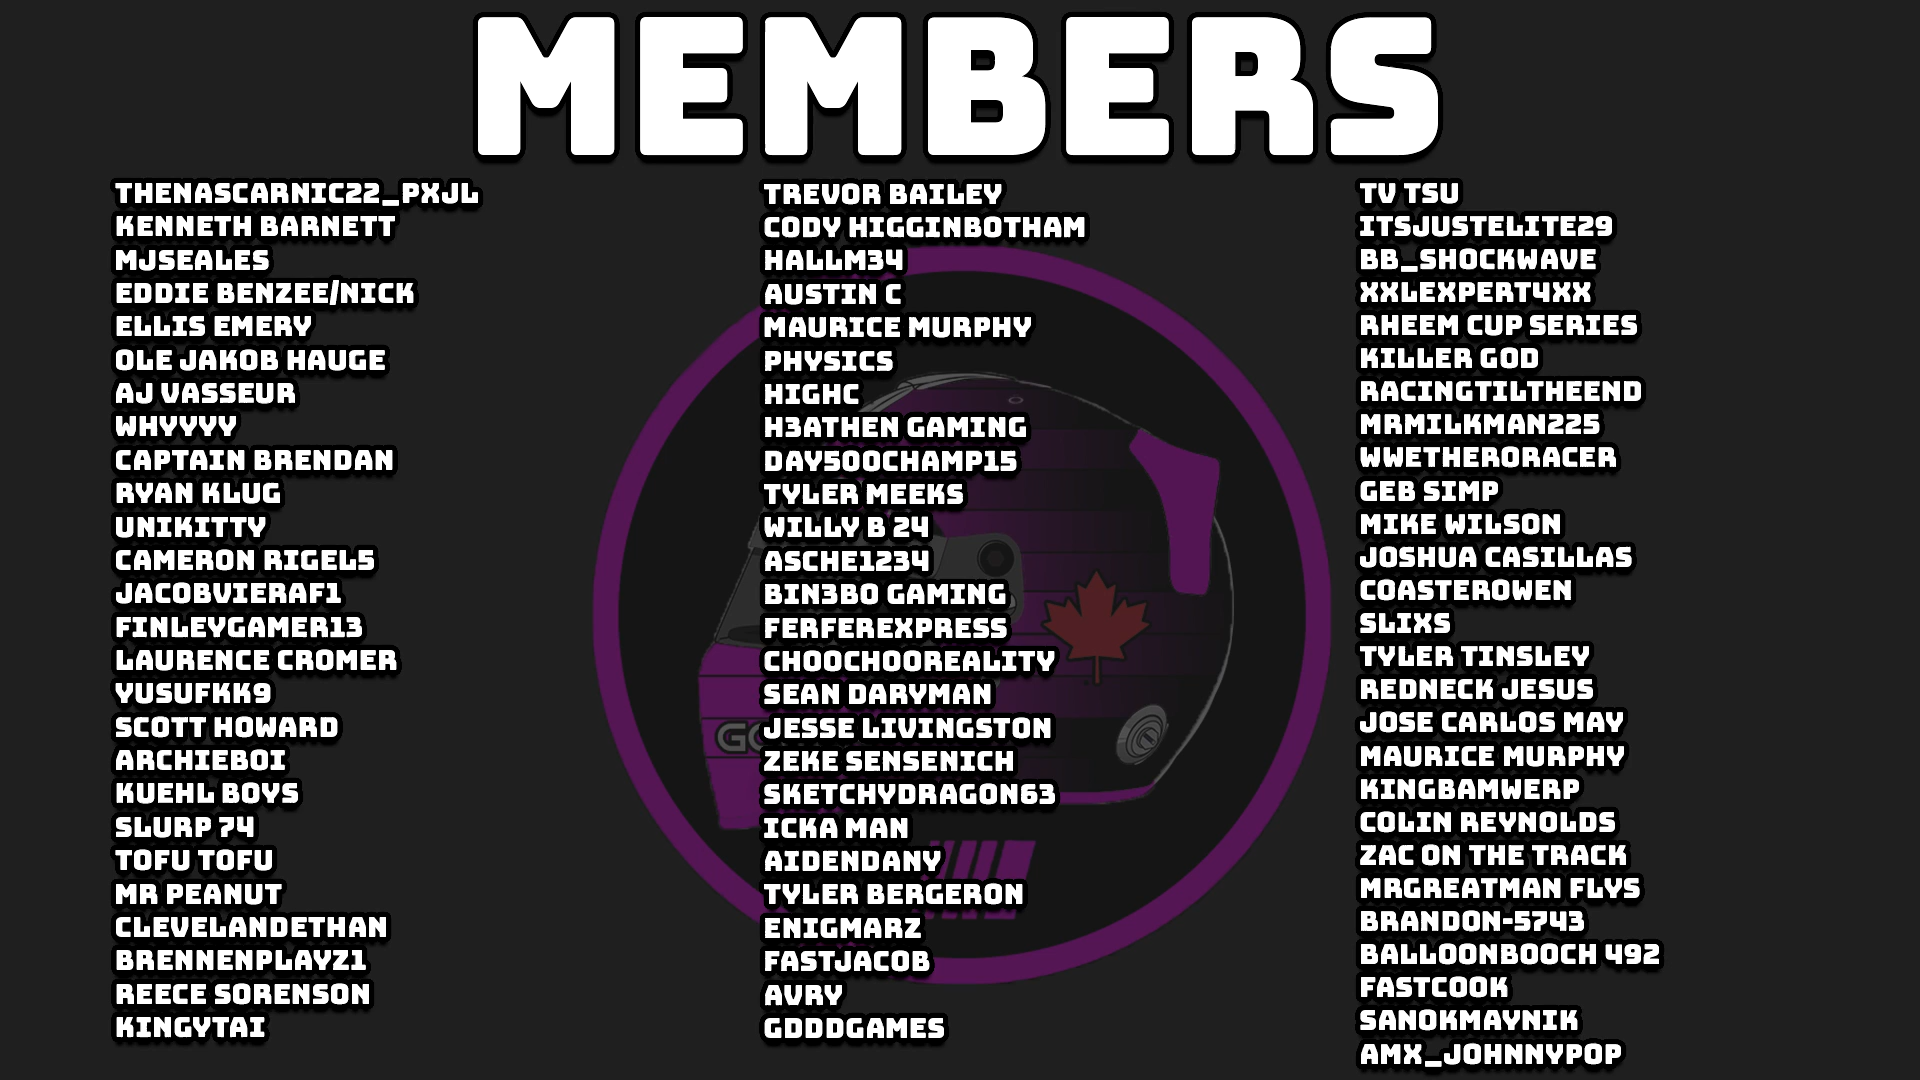 MEMBERS
THENASCARNIC22_PXJL
KENNETH BARNETT
MJSEALES
EDDIE BENZEE/NICK
ELLIS EMERY
OLE JAKOB HAUGE
AJ VASSEUR
WHYYYY
CAPTAIN BRENDAN
RYAN KLUG
UNIKITTY
CAMERON RIGEL5
JACOBVIERAF1
FINLEYGAMER13
LAURENCE CROMER
YUSUFKK9
SCOTT HOWARD
ARCHIEBOI
KUEHL BOYS
SLURP 74
TOFU TOFU
MR PEANUT
CLEVELANDETHAN
BRENNENPLAYZ1
REECE SORENSON
KINGYTAI
TREVOR BAILEY
CODY HIGGINBOTHAM
HALLM34
AUSTIN C
MAURICE MURPHY
PHYSICS
HIGHC
H3ATHEN GAMING
DAY500CHAMP15
TYLER MEEKS
WILLY B 24
ASCHE1234
BIN3BO GAMING
FERFEREXPRESS
CHOOCHOOREALITY
SEAN DARYMAN
JESSE LIVINGSTON
ZEKE SENSENICH
SKETCHYDRAGON63
ICKA MAN
AIDENDANY
TYLER BERGERON
ENIGMARZ
FASTJACOB
AVRY
GDDDGAMES
TV TSU
ITSJUSTELITE29
BB_SHOCKWAVE
XXLEXPERT4XX
RHEEM CUP SERIES
KILLER GOD
RACINGTILTHEEND
MRMILKMAN225
WWETHERORACER
GEB SIMP
MIKE WILSON
JOSHUA CASILLAS
COASTEROWEN
SLIXS
TYLER TINSLEY
REDNECK JESUS
JOSE CARLOS MAY
MAURICE MURPHY
KINGBAMWERP
COLIN REYNOLDS
ZAC ON THE TRACK
MRGREATMAN FLYS
BRANDON-5743
BALLOONBOOCH 492
FASTCOOK
SANOKMAYNIK
AMX_JOHNNYPOP